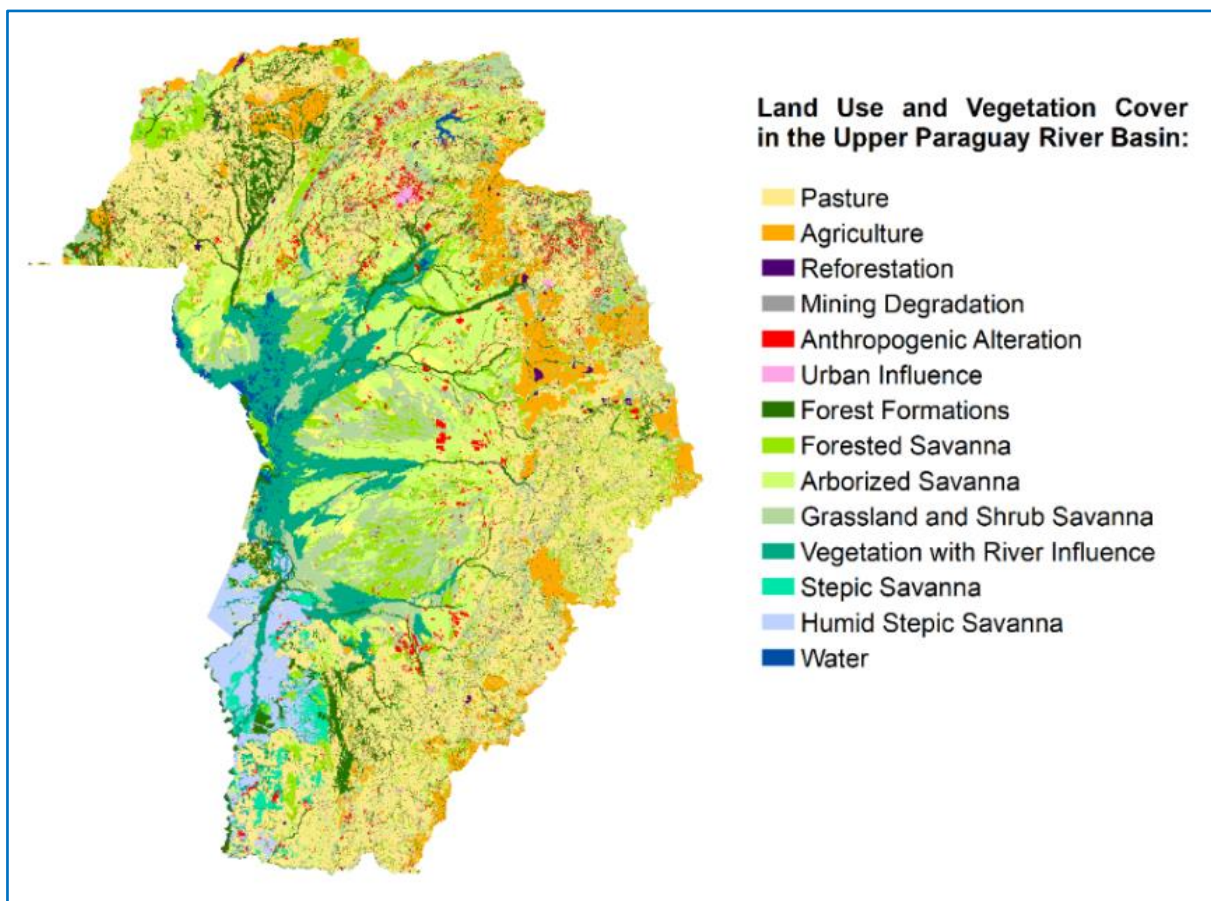 Land Use and Vegetation Cover
in the Upper Paraguay River Basin:
Pasture
Agriculture
Reforestation
Mining Degradation
Anthropogenic Alteration
Urban Influence
Forest Formations
Forested Savanna
Arborized Savanna
Grassland and Shrub Savanna
Vegetation with River Influence
Stepic Savanna
Humid Stepic Savanna
Water